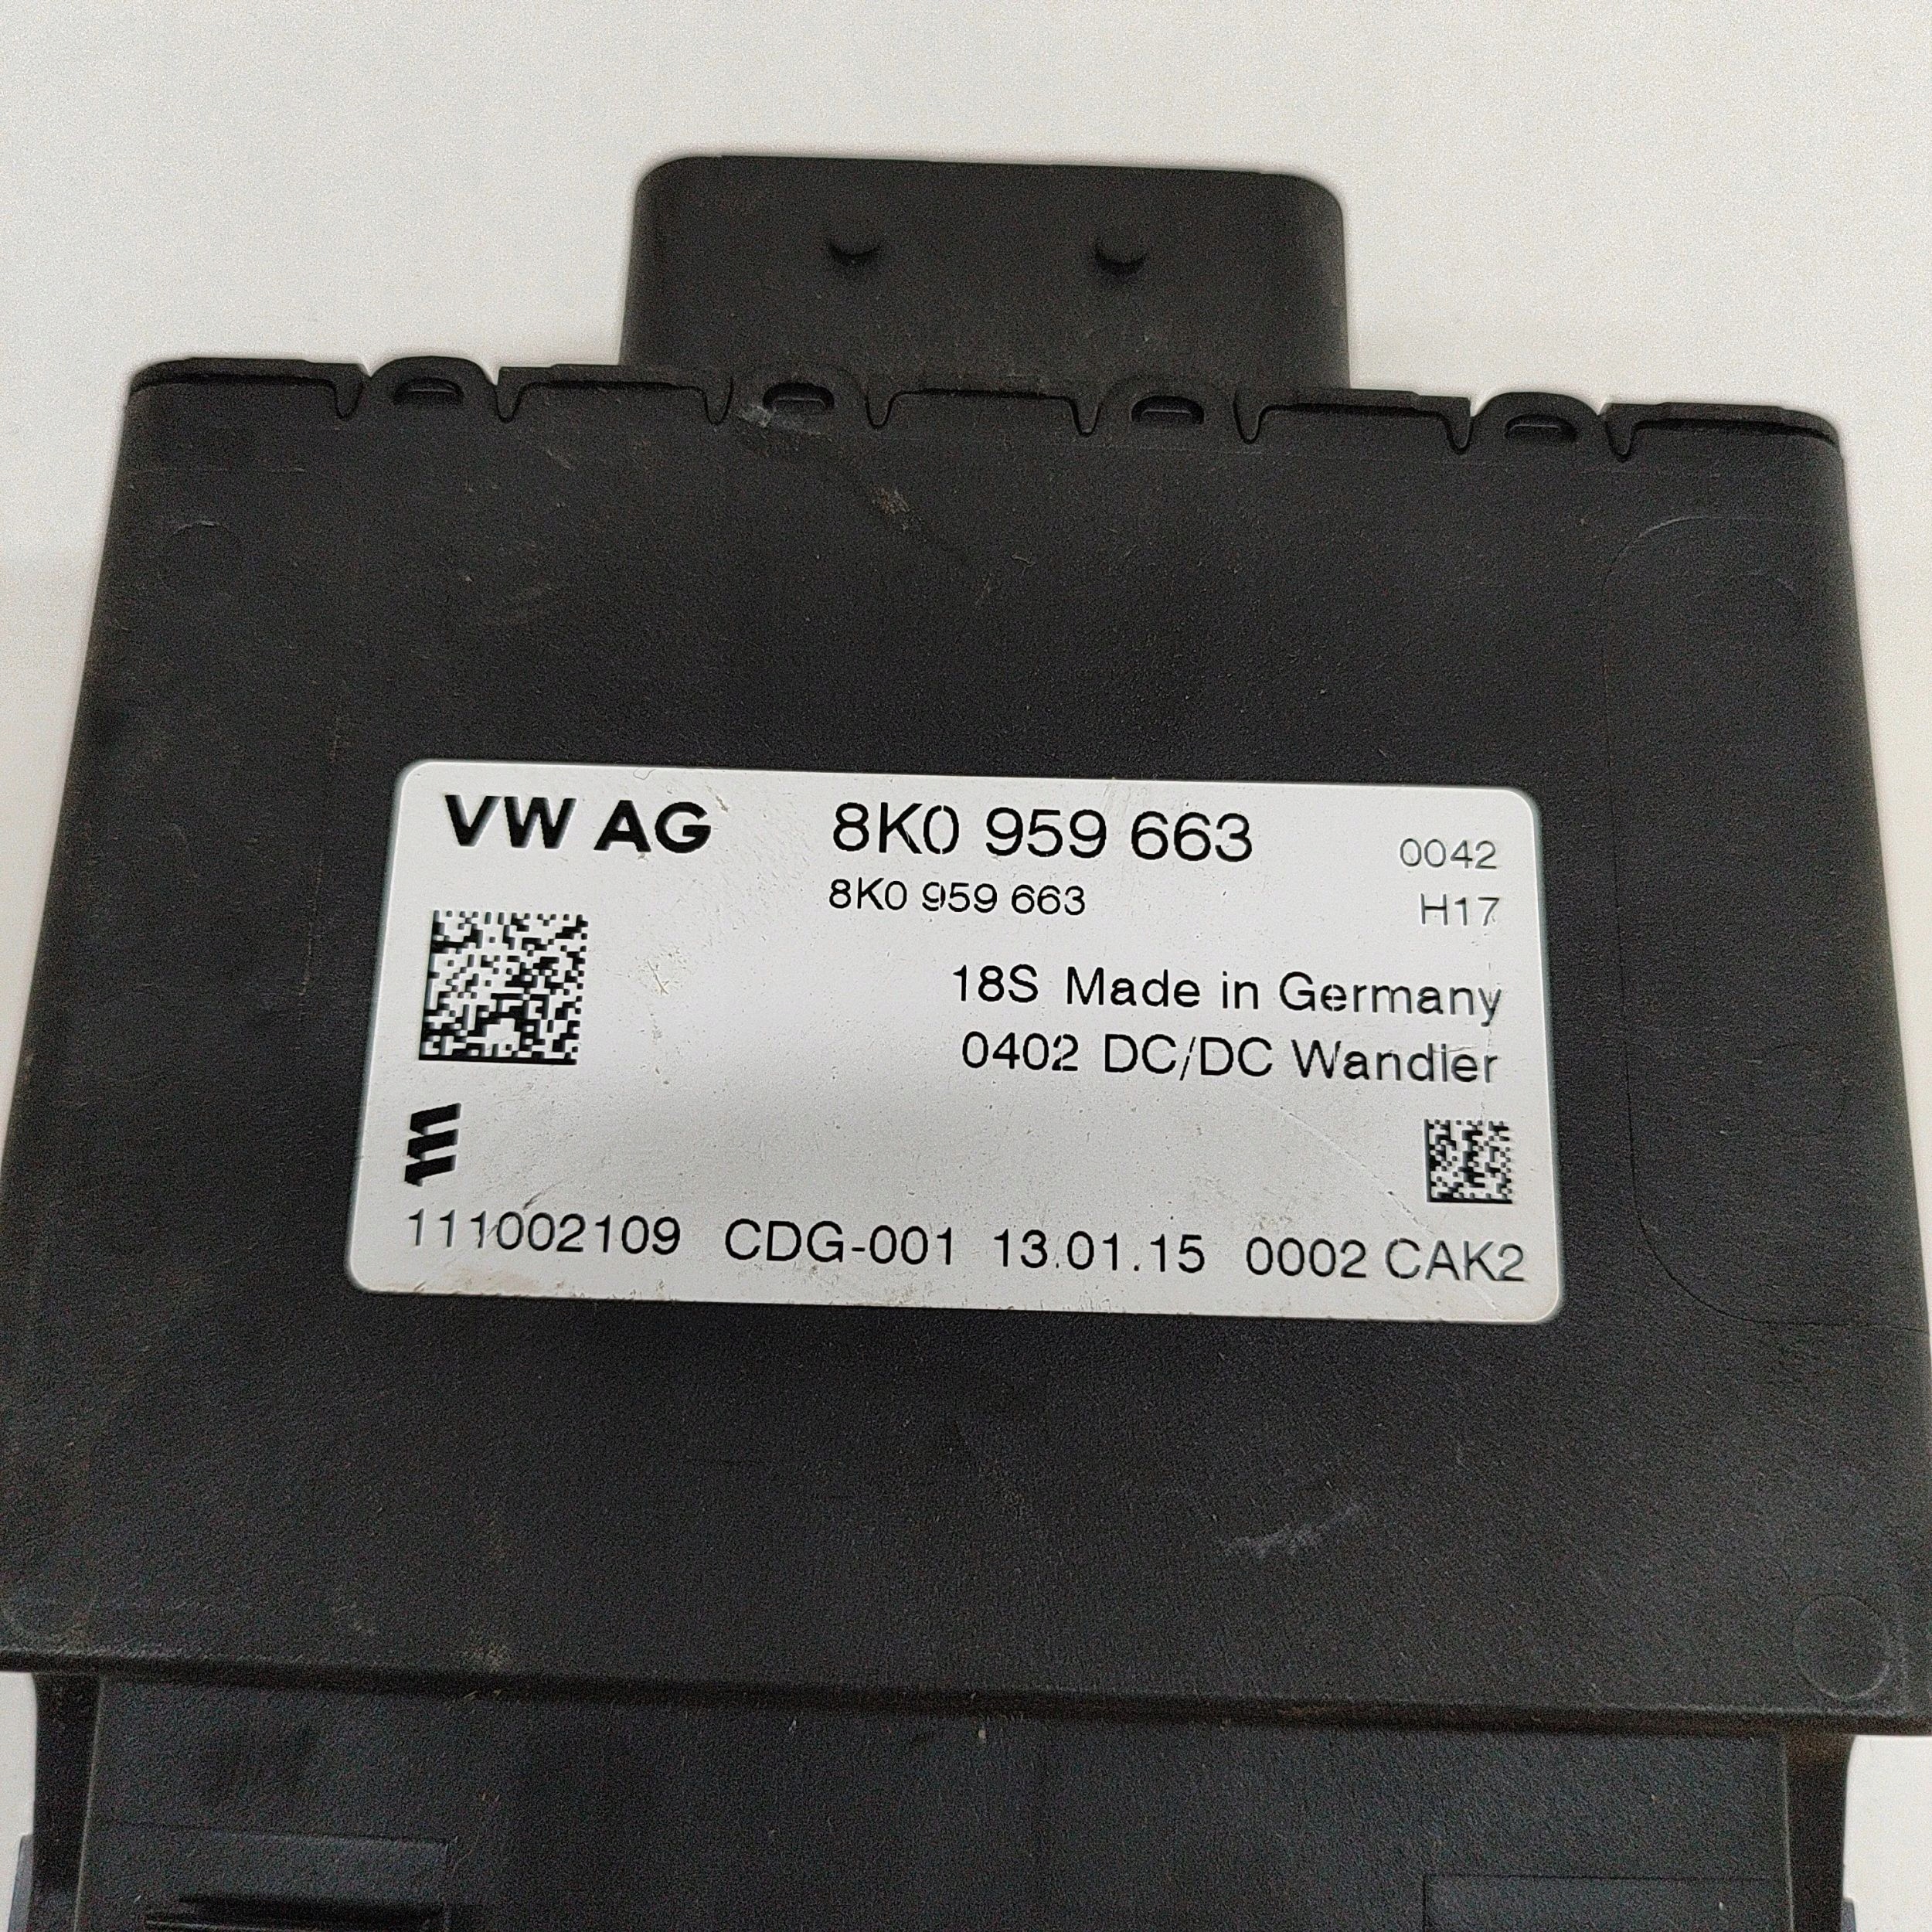 VW AG 8K0 959 663 0042
8K0 959 663 H17
18S Made in Germany
0402 DC/DC Wandler
111002109 CDG-001 13.01.15 0002 CAK2